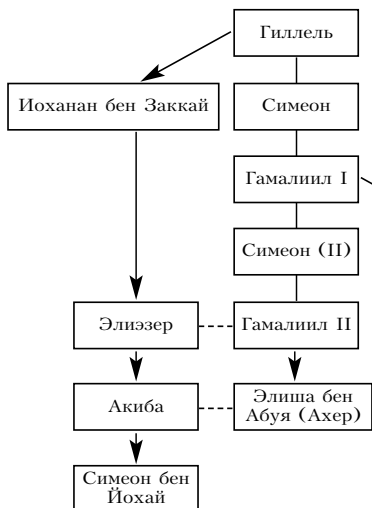 Гиллель
Иоханан бен Заккай
Симеон
Гамалиил I
Симеон (II)
Элиэзер
Гамалиил II
Акиба
Элиша бен
Абуя (Ахер)
Симеон бен
Йохай